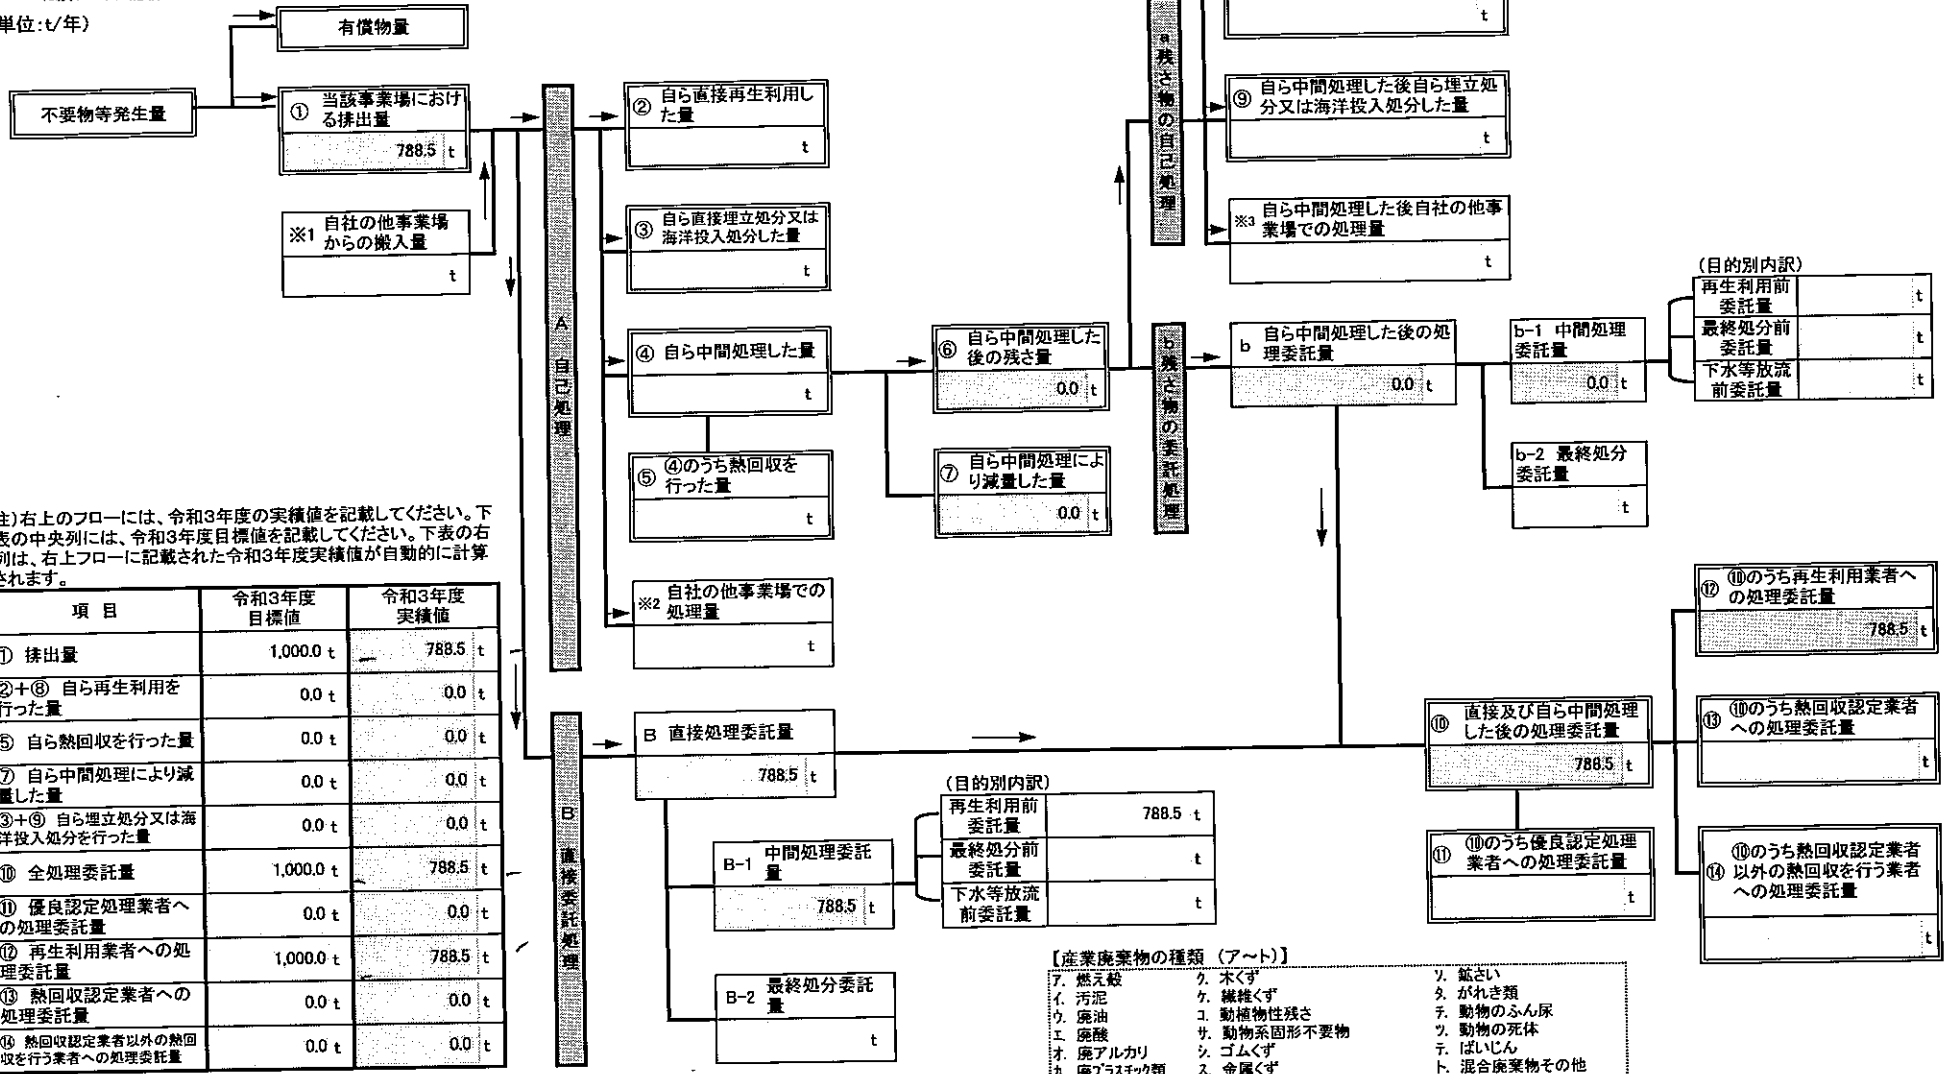 単位:t/年)
有償物量
不要物等発生量
① 当該事業場におけ
る排出量
788.5 t
※1 自社の他事業場
からの搬入量
t
A 自己処理
② 自ら直接再生利用し
た量
t
③ 自ら直接埋立処分又は
海洋投入処分した量
t
④ 自ら中間処理した量
t
⑤ ④のうち熱回収を
行った量
t
※2 自社の他事業場での
処理量
t
⑥ 自ら中間処理した
後の残さ量
0.0 t
⑦ 自ら中間処理によ
り減量した量
0.0 t
a 残さ物の自己処理
t
⑨ 自ら中間処理した後自ら埋立処
分又は海洋投入処分した量
t
※3 自ら中間処理した後自社の他事
業場での処理量
t
b 残さ物の委託処理
b 自ら中間処理した後の処
理委託量
0.0 t
b-1 中間処理
委託量
0.0 t
(目的別内訳)
再生利用前
委託量
t
最終処分前
委託量
t
下水等放流
前委託量
t
b-2 最終処分
委託量
t
注)右上のフローには、令和3年度の実績値を記載してください。下
表の中央列には、令和3年度目標値を記載してください。下表の右
列は、右上フローに記載された令和3年度実績値が自動的に計算
されます。
項 目 令和3年度 目標値 令和3年度 実績値
① 排出量 1,000.0 t 788.5 t
②+⑧ 自ら再生利用を
行った量 0.0 t 0.0 t
⑤ 自ら熱回収を行った量 0.0 t 0.0 t
⑦ 自ら中間処理により減
量した量 0.0 t 0.0 t
③+⑨ 自ら埋立処分又は海
洋投入処分を行った量 0.0 t 0.0 t
⑩ 全処理委託量 1,000.0 t 788.5 t
⑪ 優良認定処理業者へ
の処理委託量 0.0 t 0.0 t
⑫ 再生利用業者への処
理委託量 1,000.0 t 788.5 t
⑬ 熱回収認定業者への
処理委託量 0.0 t 0.0 t
⑭ 熱回収認定業者以外の熱回
収を行う業者への処理委託量 0.0 t 0.0 t
B 直接委託処理
B 直接処理委託量
788.5 t
B-1 中間処理委託
量
788.5 t
(目的別内訳)
再生利用前
委託量
788.5 t
最終処分前
委託量
t
下水等放流
前委託量
t
B-2 最終処分委託
量
t
⑩ 直接及び自ら中間処理
した後の処理委託量
788.5 t
⑪ ⑩のうち優良認定処理
業者への処理委託量
t
⑫ ⑩のうち再生利用業者へ
の処理委託量
788.5 t
⑬ ⑩のうち熱回収認定業者
への処理委託量
t
⑭ ⑩のうち熱回収認定業者
以外の熱回収を行う業者
への処理委託量
t
【産業廃棄物の種類 (ア~ト)】
ア. 燃え殻 ク. 木くず ソ. 鉱さい
イ. 汚泥 ケ. 繊維くず タ. がれき類
ウ. 廃油 コ. 動植物性残さ チ. 動物のふん尿
エ. 廃酸 サ. 動物系固形不要物 ツ. 動物の死体
オ. 廃アルカリ シ. ゴムくず テ. ばいじん
カ. 廃プラスチック類 ス. 金属くず ト. 混合廃棄物その他